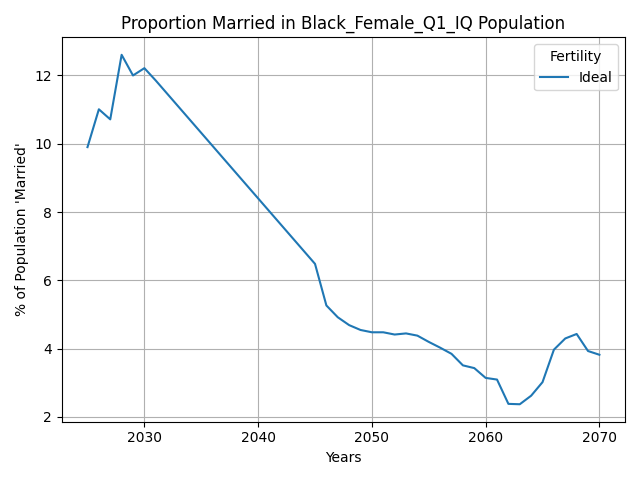 Proportion Married in Black_Female_Q1_IQ Population
Fertility
Ideal
% of Population 'Married'
12
10
8
6
4
2
2030
2040
2050
2060
2070
Years